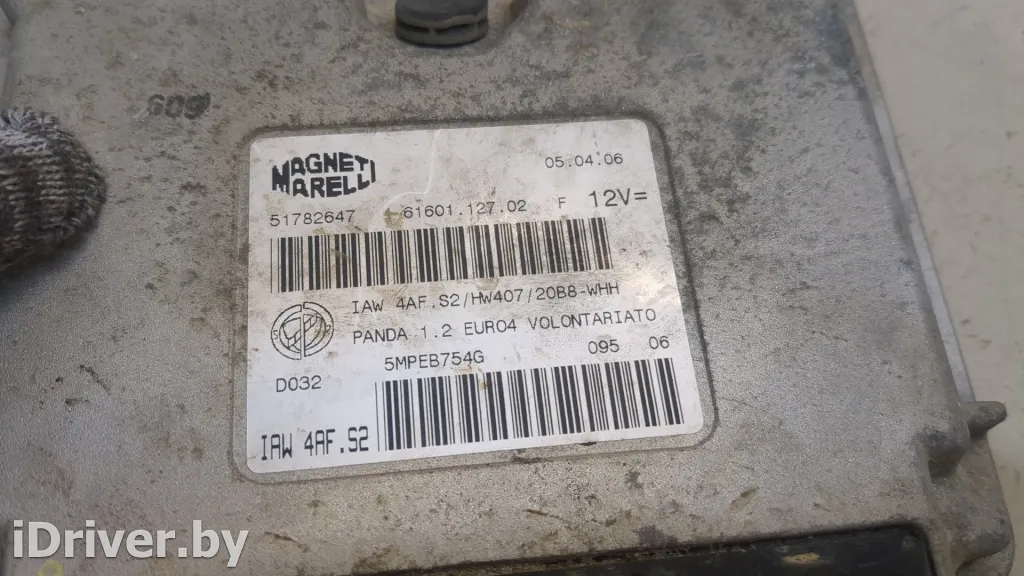 609
MAGNETI MARELLI 05.04.06
51782647 61601.127.02 F 12V=
IAW 4AF.S2/HW407/20B8-WHH
PANDA 1.2 EURO4 VOLONTARIATO
5MPEB754G 095 06
D032
IAW 4AF.S2
iDriver.by